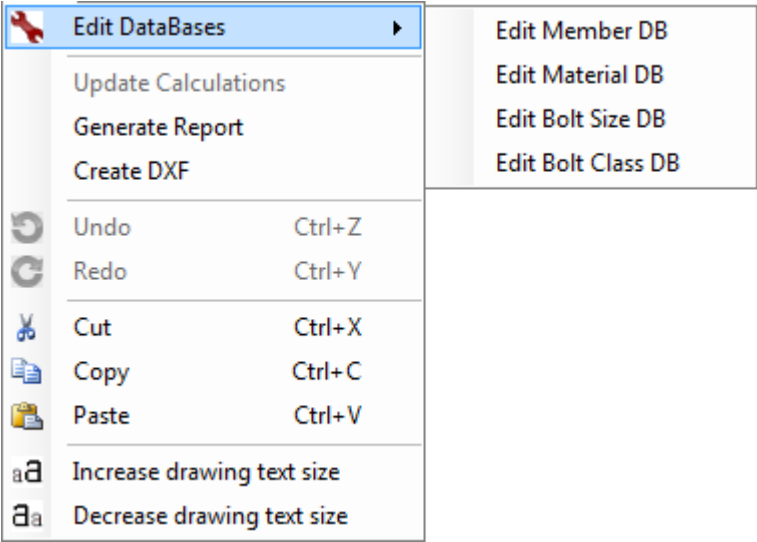 Edit DataBases
Edit Member DB
Edit Material DB
Edit Bolt Size DB
Edit Bolt Class DB
Update Calculations
Generate Report
Create DXF
Undo Ctrl+Z
Redo Ctrl+Y
Cut Ctrl+X
Copy Ctrl+C
Paste Ctrl+V
aa Increase drawing text size
aa Decrease drawing text size